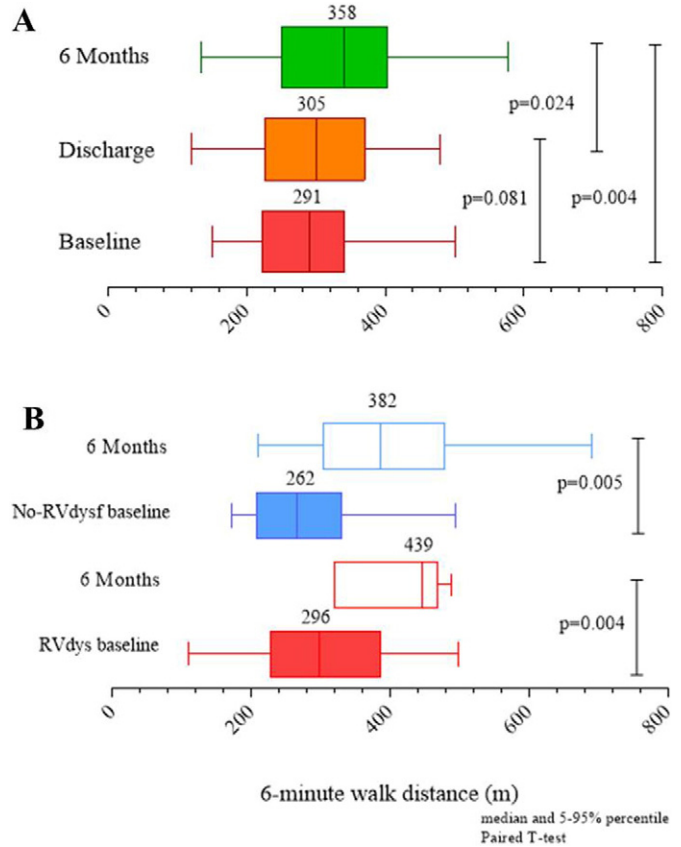 A
358
6 Months
p=0.024
305
Discharge
p=0.081
p=0.004
291
Baseline
0
200
400
600
800
B
382
6 Months
p=0.005
262
No-RVdysf baseline
439
6 Months
p=0.004
296
RVdys baseline
0
200
400
600
800
6-minute walk distance (m)
median and 5-95% percentile
Paired T-test